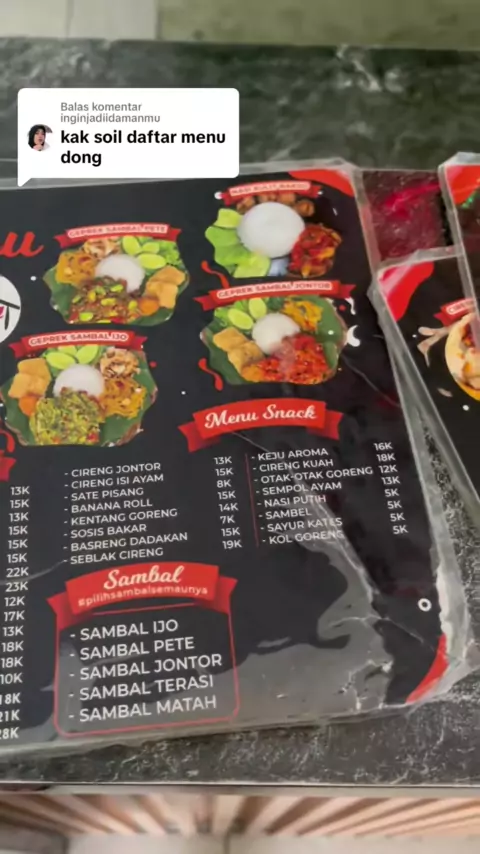 Balas komentar
inginjadiidamanmu
kak soil daftar menu
dong
NASI KULIT BAKSO
GEPREK SAMBAL PETE
GEPREK SAMBAL JONTOR
GEPREK SAMBAL IJO
Menu Snack
13K
15K
13K
15K
15K
15K
22K
23K
12K
17K
13K
18K
18K
10K
18K
21K
28K
- CIRENG JONTOR 13K
- CIRENG ISI AYAM 15K
- SATE PISANG 8K
- BANANA ROLL 15K
- KENTANG GORENG 14K
- SOSIS BAKAR 7K
- BASRENG DADAKAN 15K
- SEBLAK CIRENG 19K
- KEJU AROMA 16K
- CIRENG KUAH 18K
- OTAK-OTAK GORENG 12K
- SEMPOL AYAM 13K
- NASI PUTIH 5K
- SAMBEL 5K
- SAYUR KATES 5K
- KOL GORENG 5K
Sambal
#pilihsambalsemaunya
- SAMBAL IJO
- SAMBAL PETE
- SAMBAL JONTOR
- SAMBAL TERASI
- SAMBAL MATAH